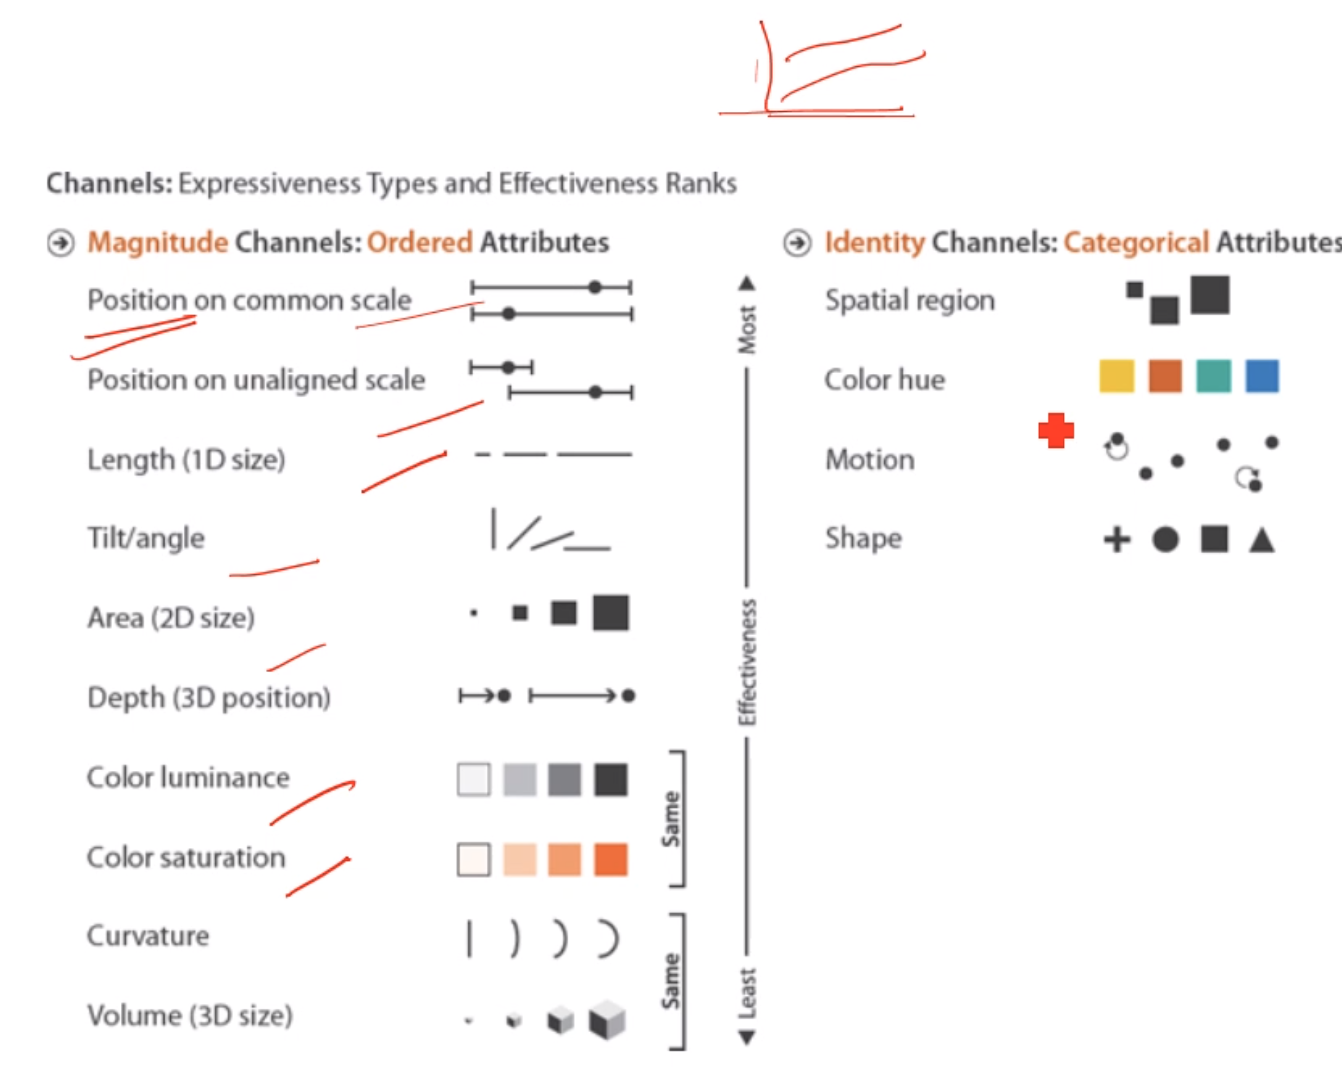 Channels: Expressiveness Types and Effectiveness Ranks
Magnitude Channels: Ordered Attributes
Position on common scale
Position on unaligned scale
Length (1D size)
Tilt/angle
Area (2D size)
Depth (3D position)
Color luminance
Color saturation
Curvature
Volume (3D size)
Same
Same
Most
Effectiveness
Least
Identity Channels: Categorical Attributes
Spatial region
Color hue
Motion
Shape